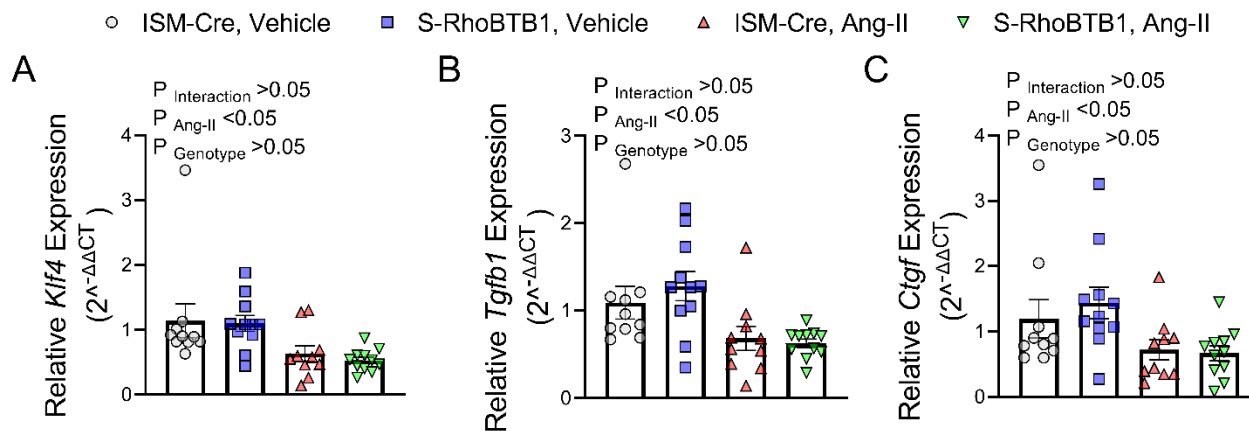 ISM-Cre, Vehicle S-RhoBTB1, Vehicle ISM-Cre, Ang-II S-RhoBTB1, Ang-II
A
P Interaction >0.05
P Ang-II <0.05
P Genotype >0.05
Relative Klf4 Expression
(2^-ΔΔCT)
4
3
2
1
0
B
P Interaction >0.05
P Ang-II <0.05
P Genotype >0.05
Relative Tgfb1 Expression
(2^-ΔΔCT)
3
2
1
0
C
P Interaction >0.05
P Ang-II <0.05
P Genotype >0.05
Relative Ctgf Expression
(2^-ΔΔCT)
4
2
0